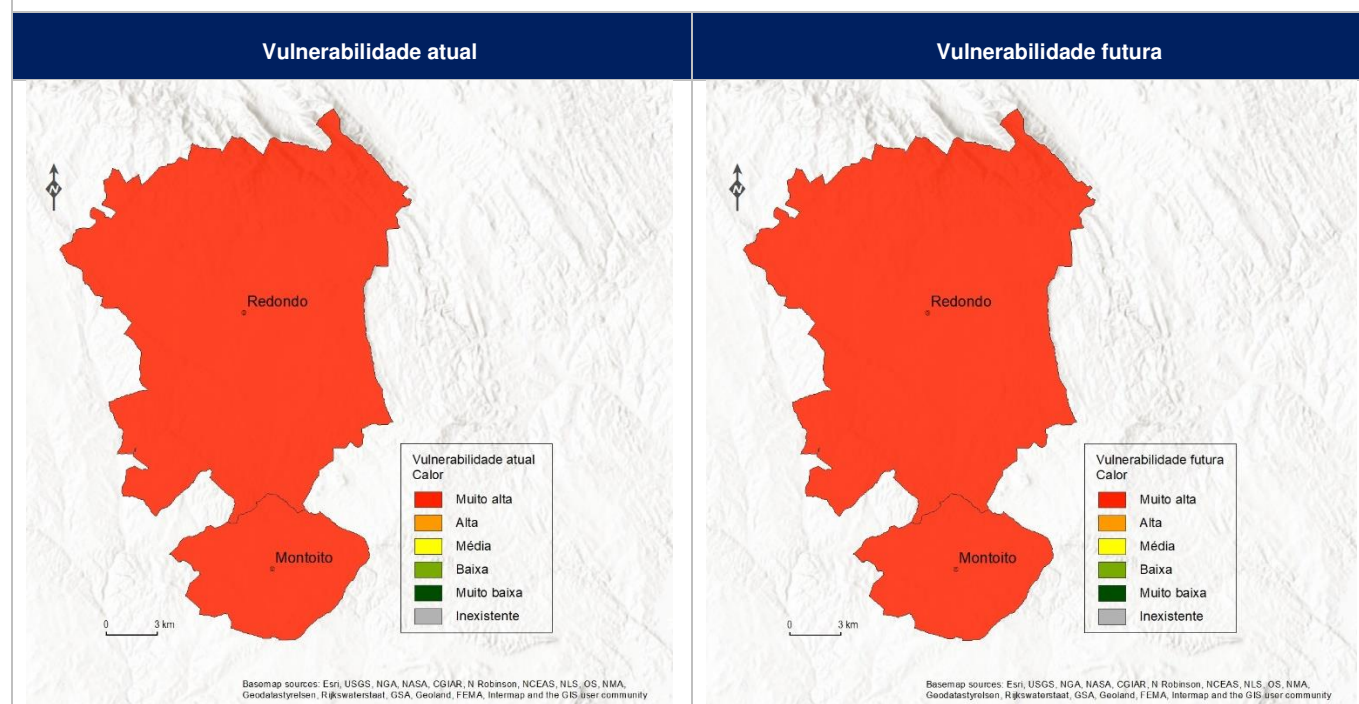 Vulnerabilidade atual
Vulnerabilidade futura
N
Redondo
Montoito
Vulnerabilidade atual
Calor
Muito alta
Alta
Média
Baixa
Muito baixa
Inexistente
0 3 km
Basemap sources: Esri, USGS, NGA, NASA, CGIAR, N Robinson, NCEAS, NLS, OS, NMA,
Geodatastyrelsen, Rijkswaterstaat, GSA, Geoland, FEMA, Intermap and the GIS user community
N
Redondo
Montoito
Vulnerabilidade futura
Calor
Muito alta
Alta
Média
Baixa
Muito baixa
Inexistente
0 3 km
Basemap sources: Esri, USGS, NGA, NASA, CGIAR, N Robinson, NCEAS, NLS, OS, NMA,
Geodatastyrelsen, Rijkswaterstaat, GSA, Geoland, FEMA, Intermap and the GIS user community